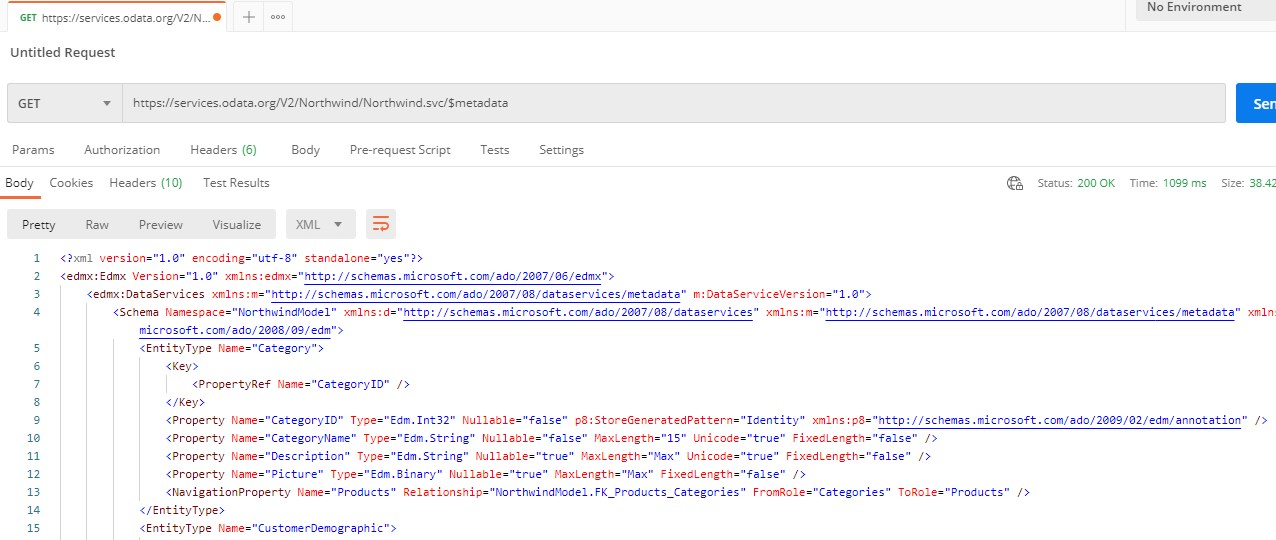 GET https://services.odata.org/V2/N... No Environment
Untitled Request
GET https://services.odata.org/V2/Northwind/Northwind.svc/$metadata Sen
Params Authorization Headers (6) Body Pre-request Script Tests Settings
Body Cookies Headers (10) Test Results Status: 200 OK Time: 1099 ms Size: 38.42
Pretty Raw Preview Visualize XML
1 <?xml version="1.0" encoding="utf-8" standalone="yes"?>
2 <edmx:Edmx Version="1.0" xmlns:edmx="http://schemas.microsoft.com/ado/2007/06/edmx">
3 <edmx:DataServices xmlns:m="http://schemas.microsoft.com/ado/2007/08/dataservices/metadata" m:DataServiceVersion="1.0">
4 <Schema Namespace="NorthwindModel" xmlns:d="http://schemas.microsoft.com/ado/2007/08/dataservices" xmlns:m="http://schemas.microsoft.com/ado/2007/08/dataservices/metadata" xmlns
microsoft.com/ado/2008/09/edm">
5 <EntityType Name="Category">
6 <Key>
7 <PropertyRef Name="CategoryID" />
8 </Key>
9 <Property Name="CategoryID" Type="Edm.Int32" Nullable="false" p8:StoreGeneratedPattern="Identity" xmlns:p8="http://schemas.microsoft.com/ado/2009/02/edm/annotation" />
10 <Property Name="CategoryName" Type="Edm.String" Nullable="false" MaxLength="15" Unicode="true" FixedLength="false" />
11 <Property Name="Description" Type="Edm.String" Nullable="true" MaxLength="Max" Unicode="true" FixedLength="false" />
12 <Property Name="Picture" Type="Edm.Binary" Nullable="true" MaxLength="Max" FixedLength="false" />
13 <NavigationProperty Name="Products" Relationship="NorthwindModel.FK_Products_Categories" FromRole="Categories" ToRole="Products" />
14 </EntityType>
15 <EntityType Name="CustomerDemographic">